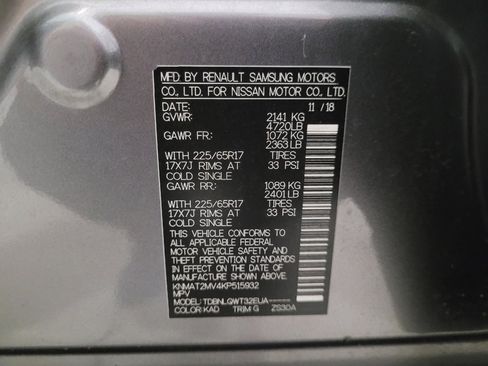 MFD BY RENAULT SAMSUNG MOTORS
CO., LTD. FOR NISSAN MOTOR CO., LTD.
DATE: 11 / 18
GVWR: 2141 KG
4720LB
GAWR FR: 1072 KG
2363LB
WITH 225/65R17 TIRES
17X7J RIMS AT 33 PSI
COLD SINGLE
GAWR RR: 1089 KG
2401 LB
WITH 225/65R17 TIRES
17X7J RIMS AT 33 PSI
COLD SINGLE
THIS VEHICLE CONFORMS TO
ALL APPLICABLE FEDERAL
MOTOR VEHICLE SAFETY AND
THEFT PREVENTION STANDARDS
IN EFFECT ON THE DATE OF
MANUFACTURE SHOWN ABOVE.
KNMAT2MV4KP515932
MPV
MODEL: TDBNLQWT32EUA-----
COLOR: KAD TRIM: G ZS30A